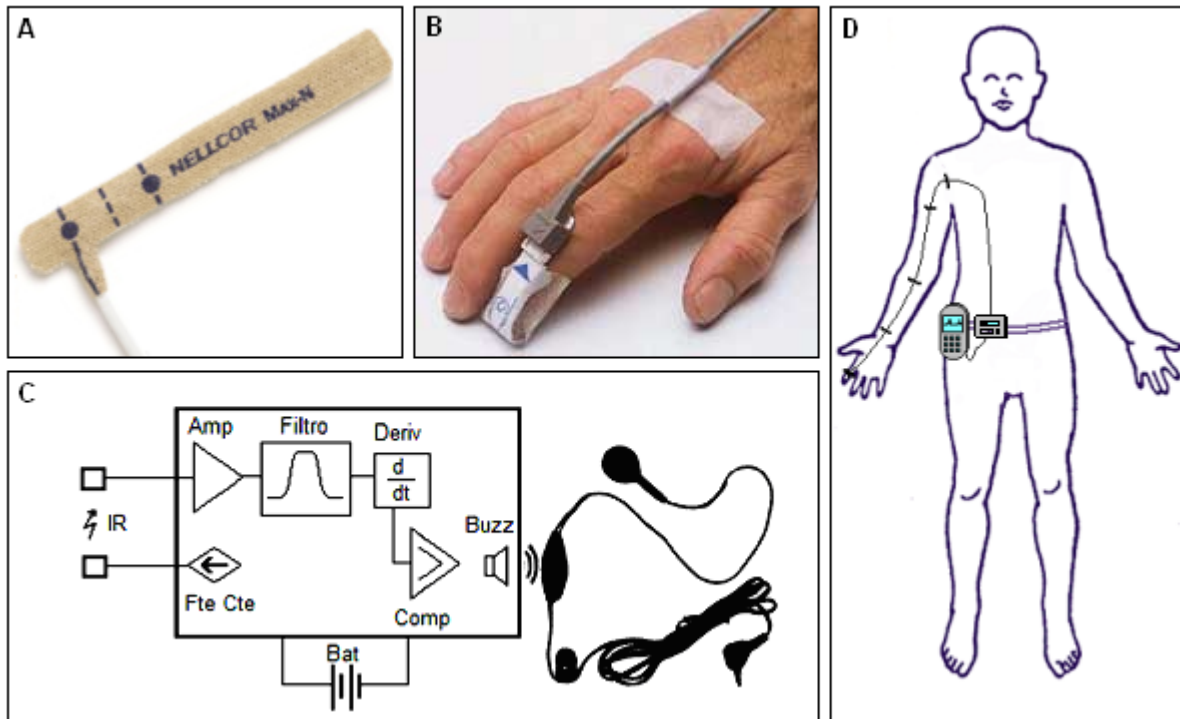 A
NELLCOR MAX-N
B
C
Amp
Filtro
Deriv
d
dt
IR
Buzz
Fte Cte
Comp
Bat
D